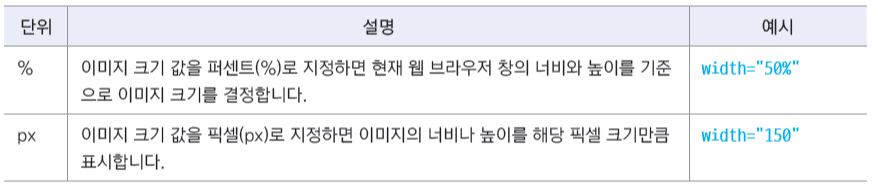 단위 설명 예시
% 이미지 크기 값을 퍼센트(%)로 지정하면 현재 웹 브라우저 창의 너비와 높이를 기준 width="50%"
으로 이미지 크기를 결정합니다.
px 이미지 크기 값을 픽셀(px)로 지정하면 이미지의 너비나 높이를 해당 픽셀 크기만큼 width="150"
표시합니다.